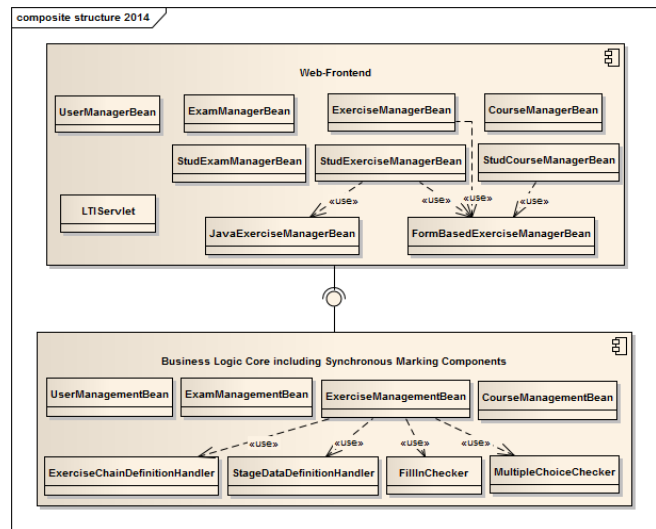 composite structure 2014
Web-Frontend
UserManagerBean
ExamManagerBean
ExerciseManagerBean
CourseManagerBean
StudExamManagerBean
StudExerciseManagerBean
StudCourseManagerBean
«use»
«use»
«use»
«use»
LTIServlet
JavaExerciseManagerBean
FormBasedExerciseManagerBean
Business Logic Core including Synchronous Marking Components
UserManagementBean
ExamManagementBean
ExerciseManagementBean
CourseManagementBean
«use»
«use»
«use»
«use»
ExerciseChainDefinitionHandler
StageDataDefinitionHandler
FillInChecker
MultipleChoiceChecker